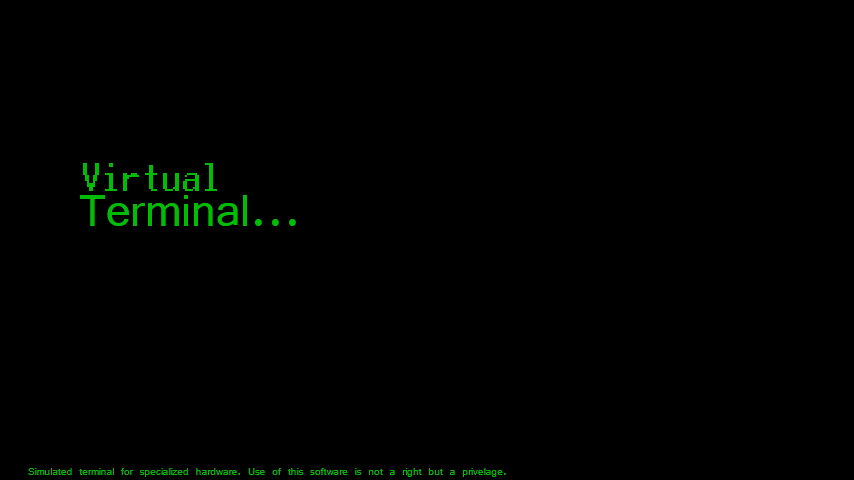 Virtual
Terminal...
Simulated terminal for specialized hardware. Use of this software is not a right but a privelage.